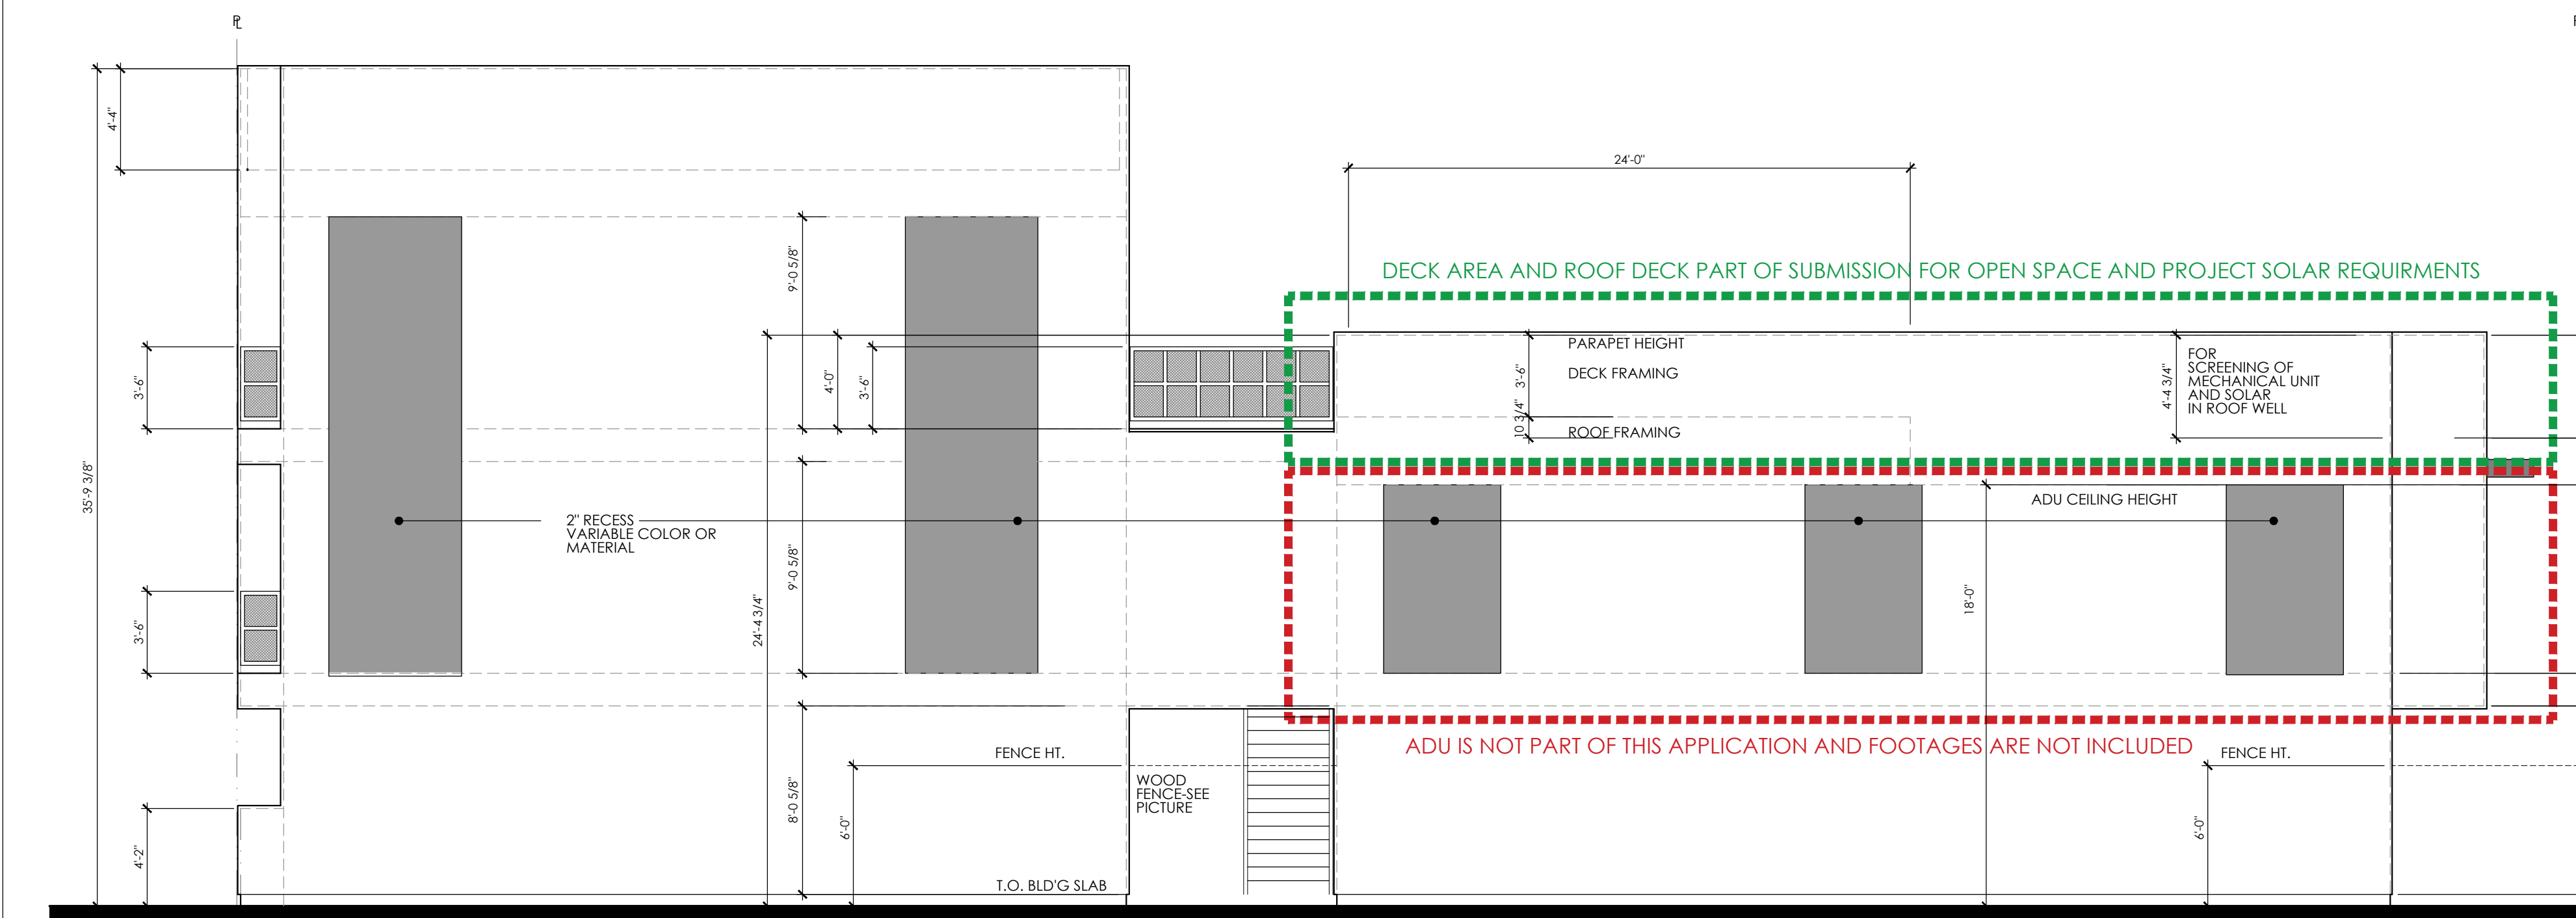 PL
P
4'-4"
24'-0"
DECK AREA AND ROOF DECK PART OF SUBMISSION FOR OPEN SPACE AND PROJECT SOLAR REQUIRMENTS
9'-0 5/8"
PARAPET HEIGHT
DECK FRAMING
ROOF FRAMING
3'-6"
10 3/4"
4'-4 3/4"
FOR
SCREENING OF
MECHANICAL UNIT
AND SOLAR
IN ROOF WELL
3'-6"
4'-0"
3'-6"
35'-9 3/8"
2" RECESS
VARIABLE COLOR OR
MATERIAL
ADU CEILING HEIGHT
9'-0 5/8"
24'-4 3/4"
18'-0"
3'-6"
ADU IS NOT PART OF THIS APPLICATION AND FOOTAGES ARE NOT INCLUDED
FENCE HT.
FENCE HT.
WOOD
FENCE-SEE
PICTURE
8'-0 5/8"
6'-0"
6'-0"
4'-2"
T.O. BLD'G SLAB